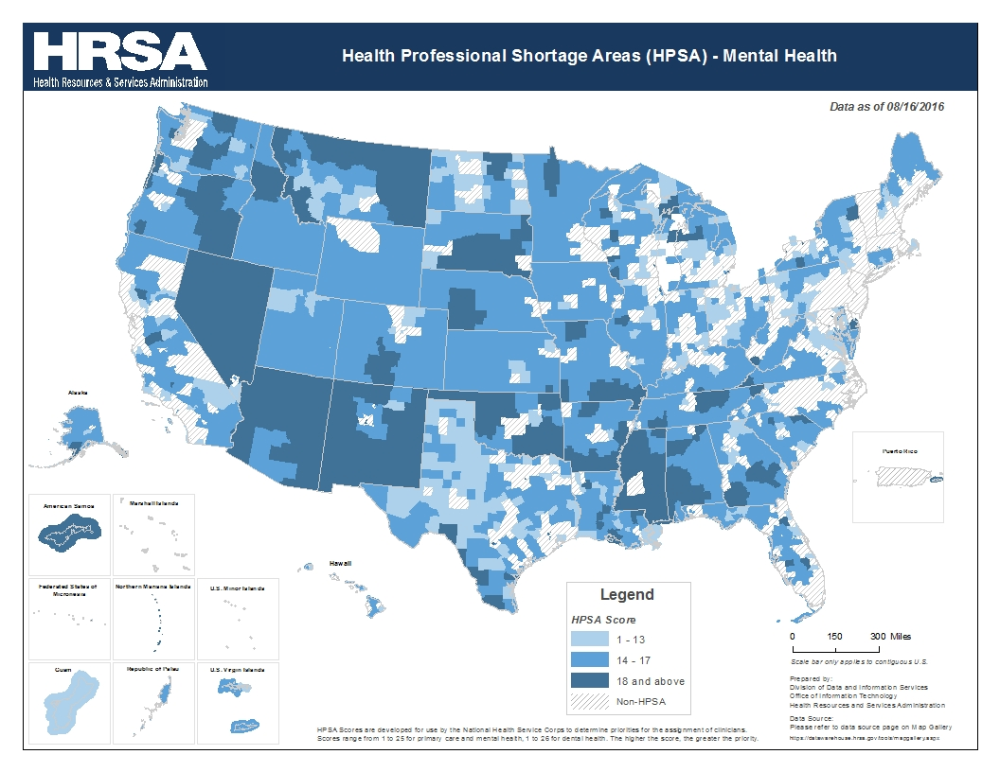 HRSA
Health Resources & Services Administration
Health Professional Shortage Areas (HPSA) - Mental Health
Data as of 08/16/2016
Alaska
Puerto Rico
American Samoa
Marshall Islands
Hawaii
Federated States of
Micronesia
Northern Mariana Islands
U.S. Minor Islands
Guam
Republic of Palau
U.S. Virgin Islands
Legend
HPSA Score
1 - 13
14 - 17
18 and above
Non-HPSA
0 150 300 Miles
Scale bar only applies to contiguous U.S.
Prepared by:
Division of Data and Information Services
Office of Information Technology
Health Resources and Services Administration
Data Source:
Please refer to data source page on Map Gallery
https://datawarehouse.hrsa.gov/tools/mapgallery.aspx
HPSA Scores are developed for use by the National Health Service Corps to determine priorities for the assignment of clinicians.
Scores range from 1 to 25 for primary care and mental health, 1 to 26 for dental health. The higher the score, the greater the priority.